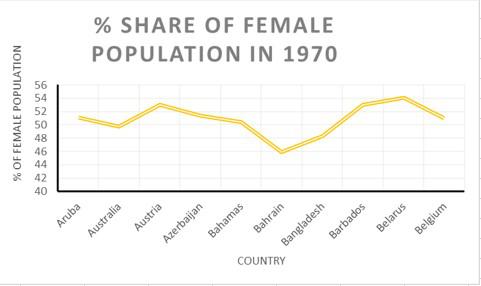 % SHARE OF FEMALE
POPULATION IN 1970
% OF FEMALE POPULATION
56
54
52
50
48
46
44
42
40
Aruba
Australia
Austria
Azerbaijan
Bahamas
Bahrain
Bangladesh
Barbados
Belarus
Belgium
COUNTRY